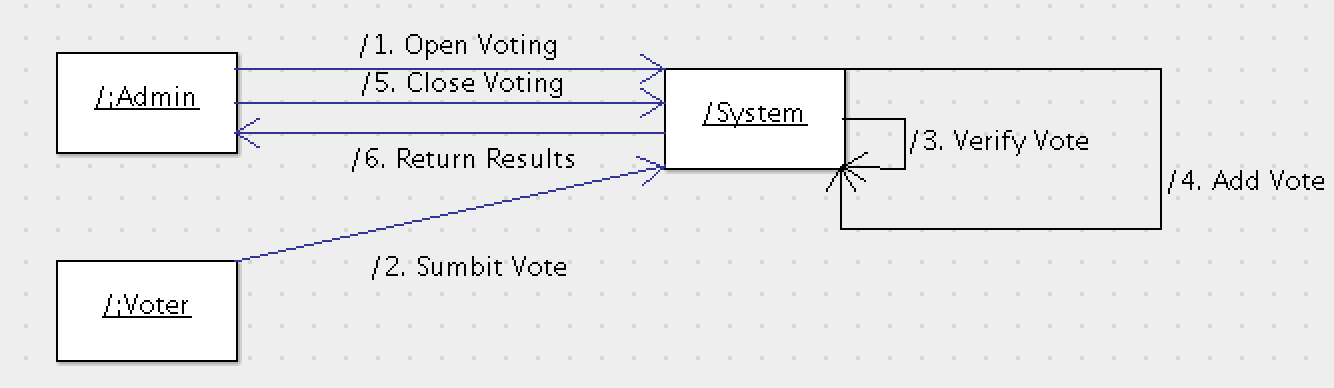 /1. Open Voting
/;Admin
/5. Close Voting
/System
/3. Verify Vote
/6. Return Results
/4. Add Vote
/2. Sumbit Vote
/;Voter